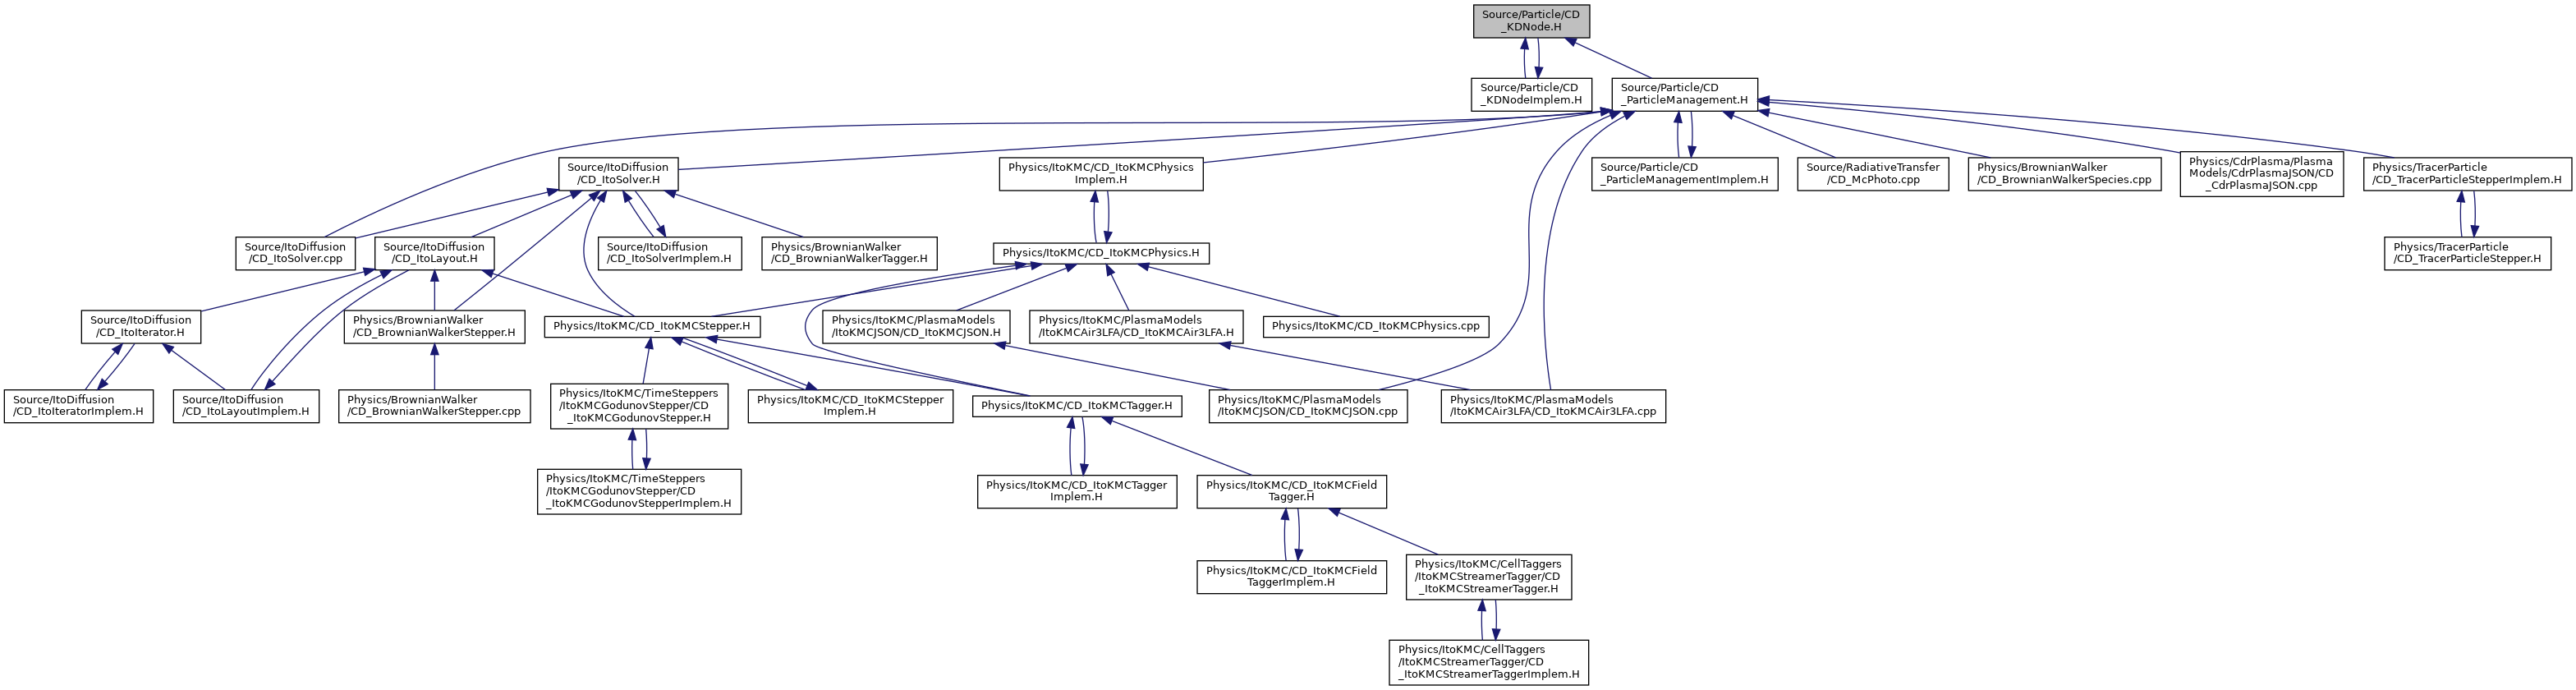 Source/Particle/CD
_KDNode.H
Source/Particle/CD
_KDNodeImplem.H
Source/Particle/CD
_ParticleManagement.H
Source/ItoDiffusion
/CD_ItoSolver.H
Physics/ItoKMC/CD_ItoKMCPhysics
Implem.H
Source/Particle/CD
_ParticleManagementImplem.H
Source/RadiativeTransfer
/CD_McPhoto.cpp
Physics/BrownianWalker
/CD_BrownianWalkerSpecies.cpp
Physics/CdrPlasma/Plasma
Models/CdrPlasmaJSON/CD
_CdrPlasmaJSON.cpp
Physics/TracerParticle
/CD_TracerParticleStepperImplem.H
Source/ItoDiffusion
/CD_ItoSolver.cpp
Source/ItoDiffusion
/CD_ItoLayout.H
Source/ItoDiffusion
/CD_ItoSolverImplem.H
Physics/BrownianWalker
/CD_BrownianWalkerTagger.H
Physics/ItoKMC/CD_ItoKMCPhysics.H
Physics/TracerParticle
/CD_TracerParticleStepper.H
Source/ItoDiffusion
/CD_ItoIterator.H
Physics/BrownianWalker
/CD_BrownianWalkerStepper.H
Physics/ItoKMC/CD_ItoKMCStepper.H
Physics/ItoKMC/PlasmaModels
/ItoKMCJSON/CD_ItoKMCJSON.H
Physics/ItoKMC/PlasmaModels
/ItoKMCAir3LFA/CD_ItoKMCAir3LFA.H
Physics/ItoKMC/CD_ItoKMCPhysics.cpp
Source/ItoDiffusion
/CD_ItoIteratorImplem.H
Source/ItoDiffusion
/CD_ItoLayoutImplem.H
Physics/BrownianWalker
/CD_BrownianWalkerStepper.cpp
Physics/ItoKMC/TimeSteppers
/ItoKMCGodunovStepper/CD
_ItoKMCGodunovStepper.H
Physics/ItoKMC/CD_ItoKMCStepper
Implem.H
Physics/ItoKMC/CD_ItoKMCTagger.H
Physics/ItoKMC/PlasmaModels
/ItoKMCJSON/CD_ItoKMCJSON.cpp
Physics/ItoKMC/PlasmaModels
/ItoKMCAir3LFA/CD_ItoKMCAir3LFA.cpp
Physics/ItoKMC/TimeSteppers
/ItoKMCGodunovStepper/CD
_ItoKMCGodunovStepperImplem.H
Physics/ItoKMC/CD_ItoKMCTagger
Implem.H
Physics/ItoKMC/CD_ItoKMCField
Tagger.H
Physics/ItoKMC/CD_ItoKMCField
TaggerImplem.H
Physics/ItoKMC/CellTaggers
/ItoKMCStreamerTagger/CD
_ItoKMCStreamerTagger.H
Physics/ItoKMC/CellTaggers
/ItoKMCStreamerTagger/CD
_ItoKMCStreamerTaggerImplem.H